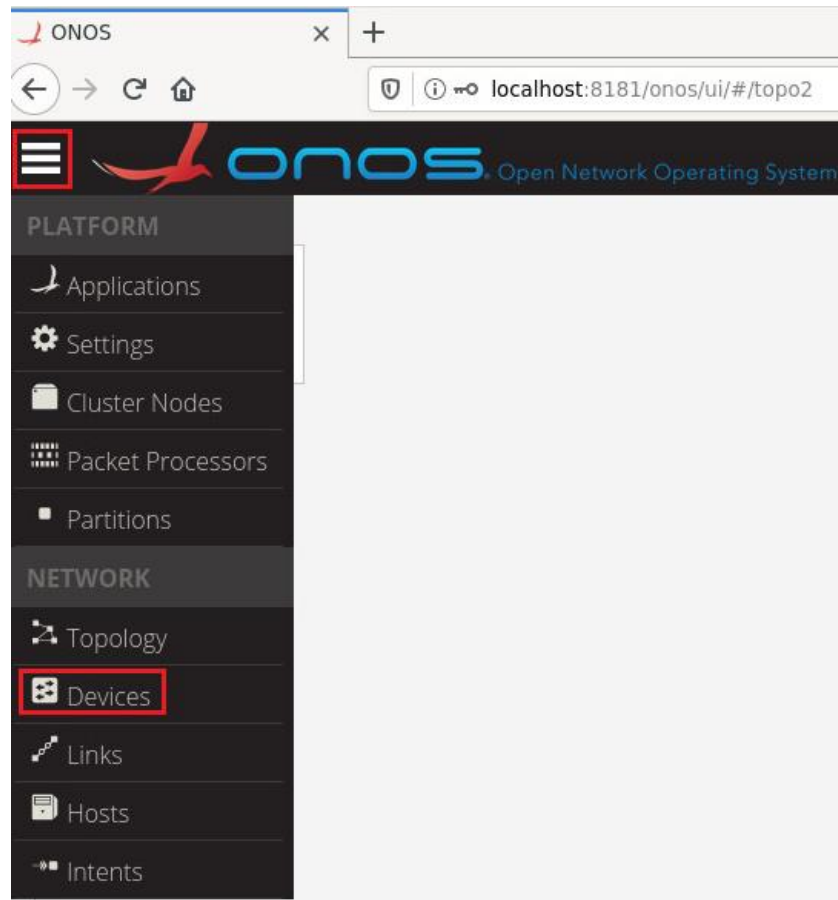 ONOS
localhost:8181/onos/ui/#/topo2
onos. Open Network Operating System
PLATFORM
Applications
Settings
Cluster Nodes
Packet Processors
Partitions
NETWORK
Topology
Devices
Links
Hosts
Intents